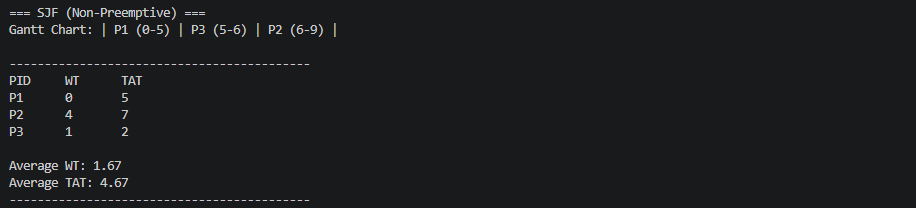 === SJF (Non-Preemptive) ===
Gantt Chart: | P1 (0-5) | P3 (5-6) | P2 (6-9) |
-------------------------------------------
PID WT TAT
P1 0 5
P2 4 7
P3 1 2
Average WT: 1.67
Average TAT: 4.67
-------------------------------------------